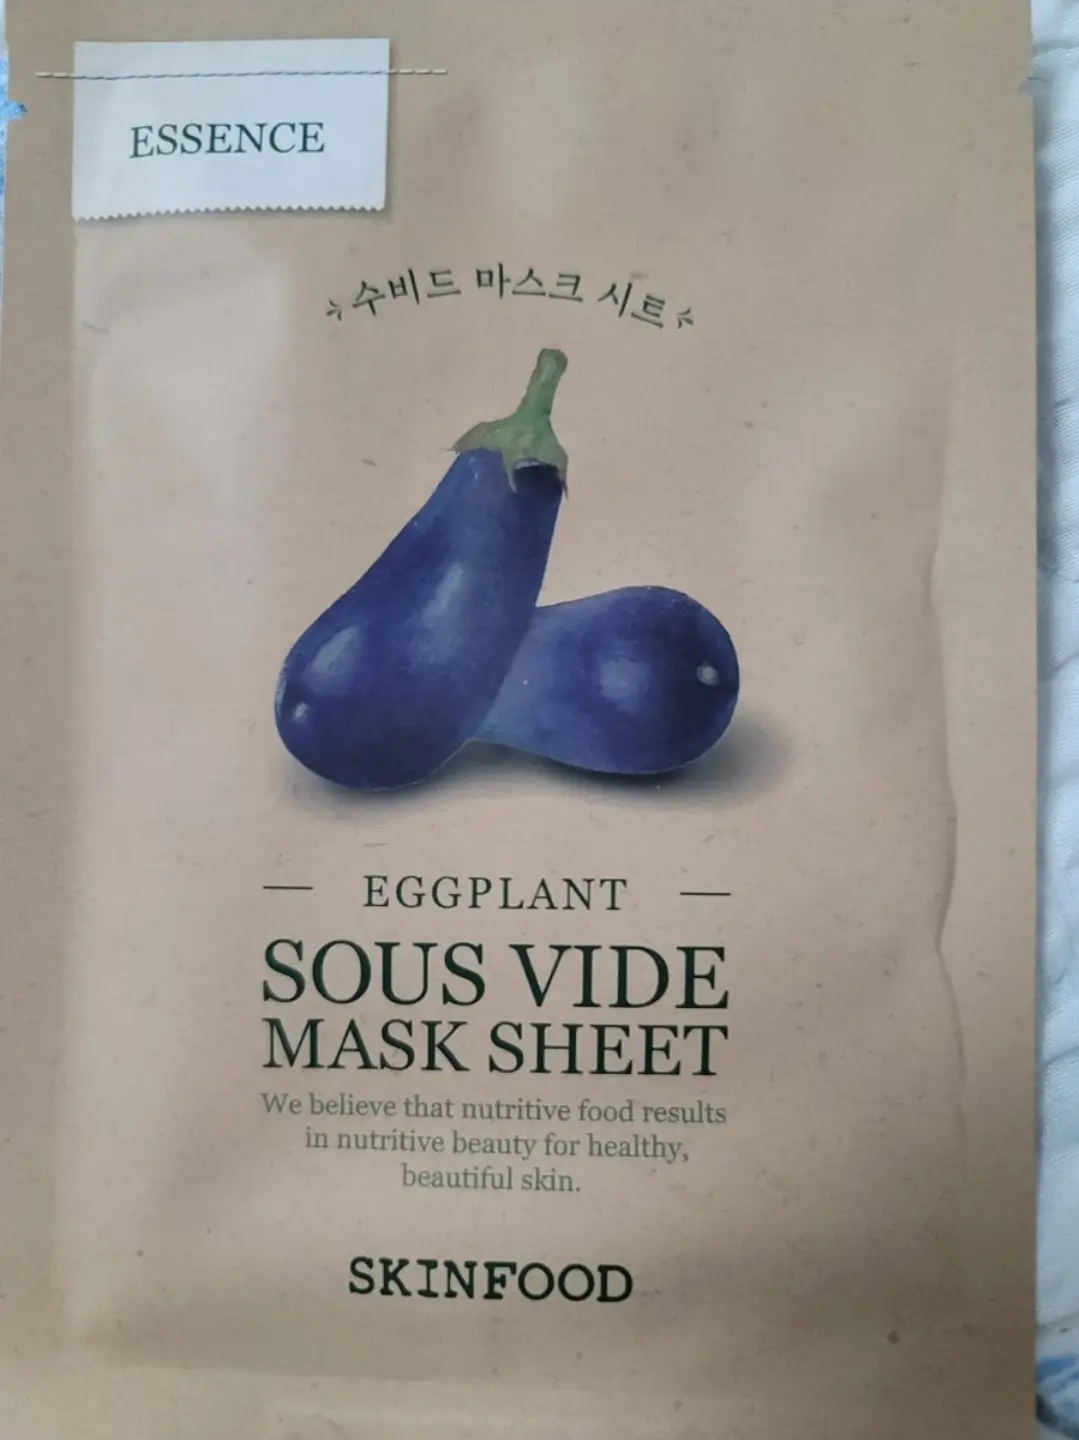 ESSENCE
수비드 마스크 시트
EGGPLANT
SOUS VIDE
MASK SHEET
We believe that nutritive food results
in nutritive beauty for healthy,
beautiful skin.
SKINFOOD